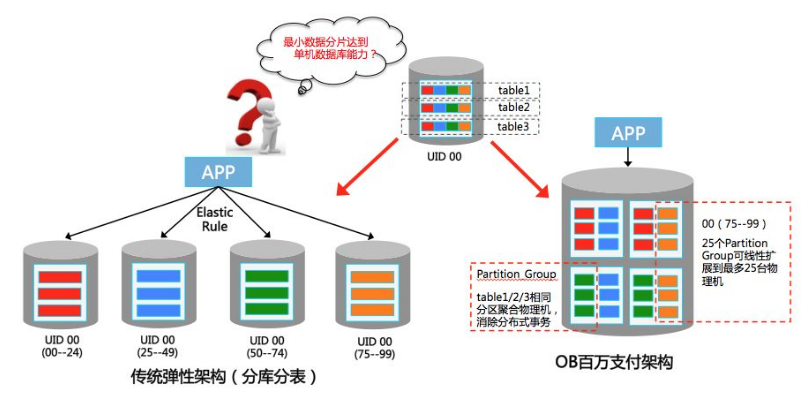 最小数据分片达到
单机数据库能力？
table1
table2
table3
UID 00
APP
Elastic
Rule
UID 00
(00--24)
UID 00
(25--49)
UID 00
(50--74)
UID 00
(75--99)
传统弹性架构（分库分表）
APP
00（75--99）
25个Partition
Group可线性扩
展到最多25台物
理机
Partition Group
table1/2/3相同
分区聚合物理机，
消除分布式事务
OB百万支付架构